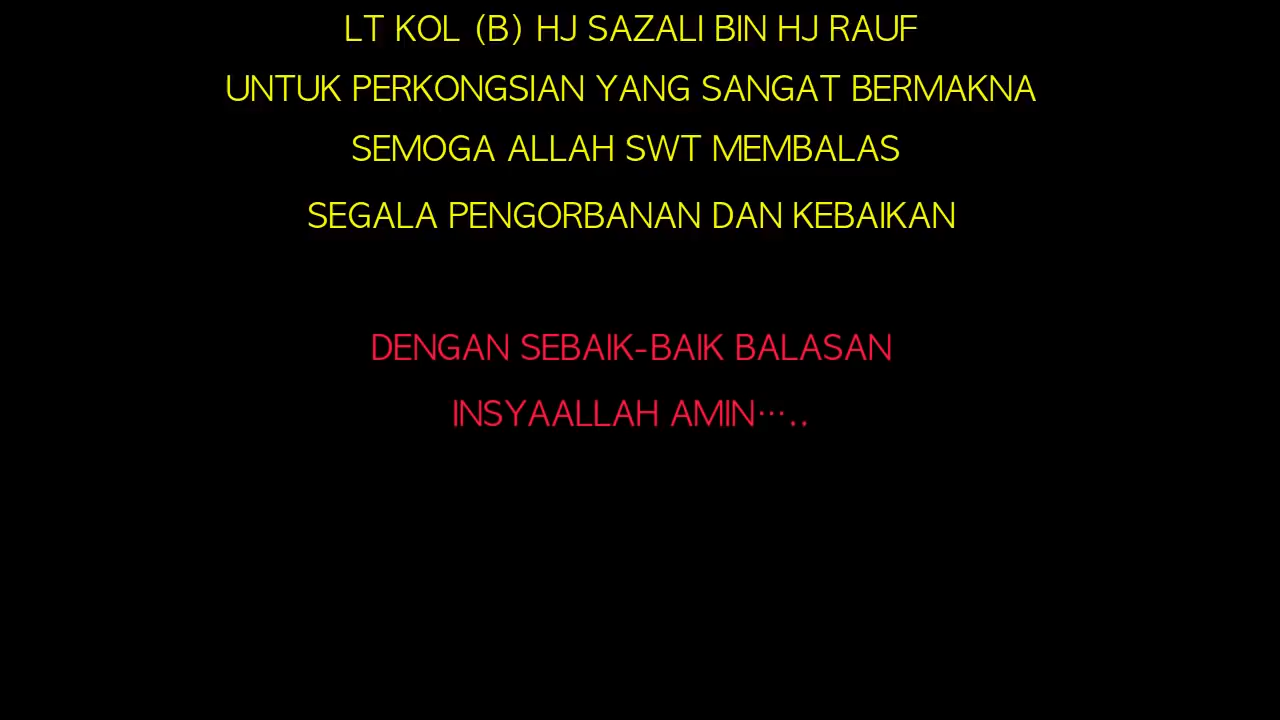 LT KOL (B) HJ SAZALI BIN HJ RAUF
UNTUK PERKONGSIAN YANG SANGAT BERMAKNA
SEMOGA ALLAH SWT MEMBALAS
SEGALA PENGORBANAN DAN KEBAIKAN
DENGAN SEBAIK-BAIK BALASAN
INSYAALLAH AMIN…..